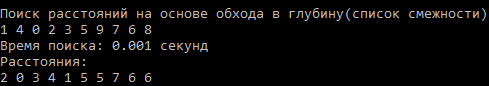 Поиск расстояний на основе обхода в глубину(список смежности)
1 4 0 2 3 5 9 7 6 8
Время поиска: 0.001 секунд
Расстояния:
2 0 3 4 1 5 5 7 6 6